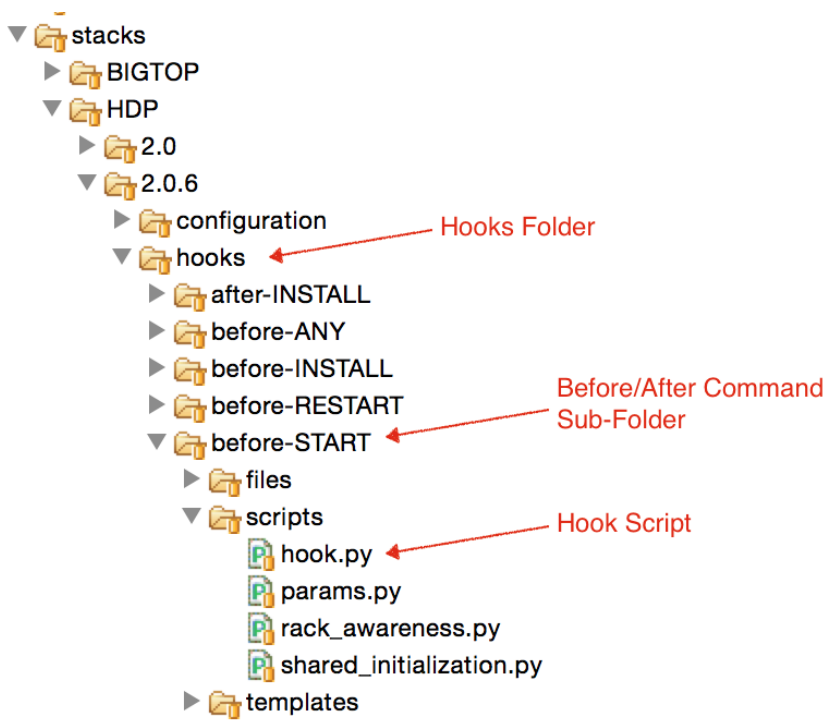 stacks
BIGTOP
HDP
2.0
2.0.6
configuration
Hooks Folder
hooks
after-INSTALL
before-ANY
before-INSTALL
before-RESTART
Before/After Command
Sub-Folder
before-START
files
scripts
Hook Script
hook.py
params.py
rack_awareness.py
shared_initialization.py
templates